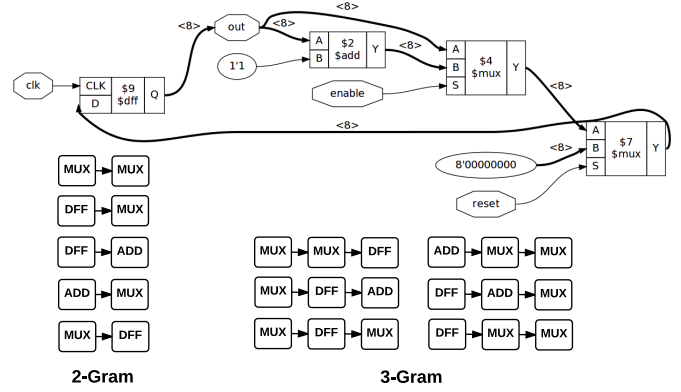 <8>
out
<8>
<8>
A
B
$2
$add
Y
1'1
<8>
A
B
S
$4
$mux
Y
clk
CLK
D
$9
$dff
Q
enable
<8>
<8>
A
B
S
$7
$mux
Y
8'00000000
<8>
reset
MUX MUX
DFF MUX
DFF ADD
ADD MUX
MUX DFF
2-Gram
MUX MUX DFF
MUX DFF ADD
MUX DFF MUX
ADD MUX MUX
DFF ADD MUX
DFF MUX MUX
3-Gram